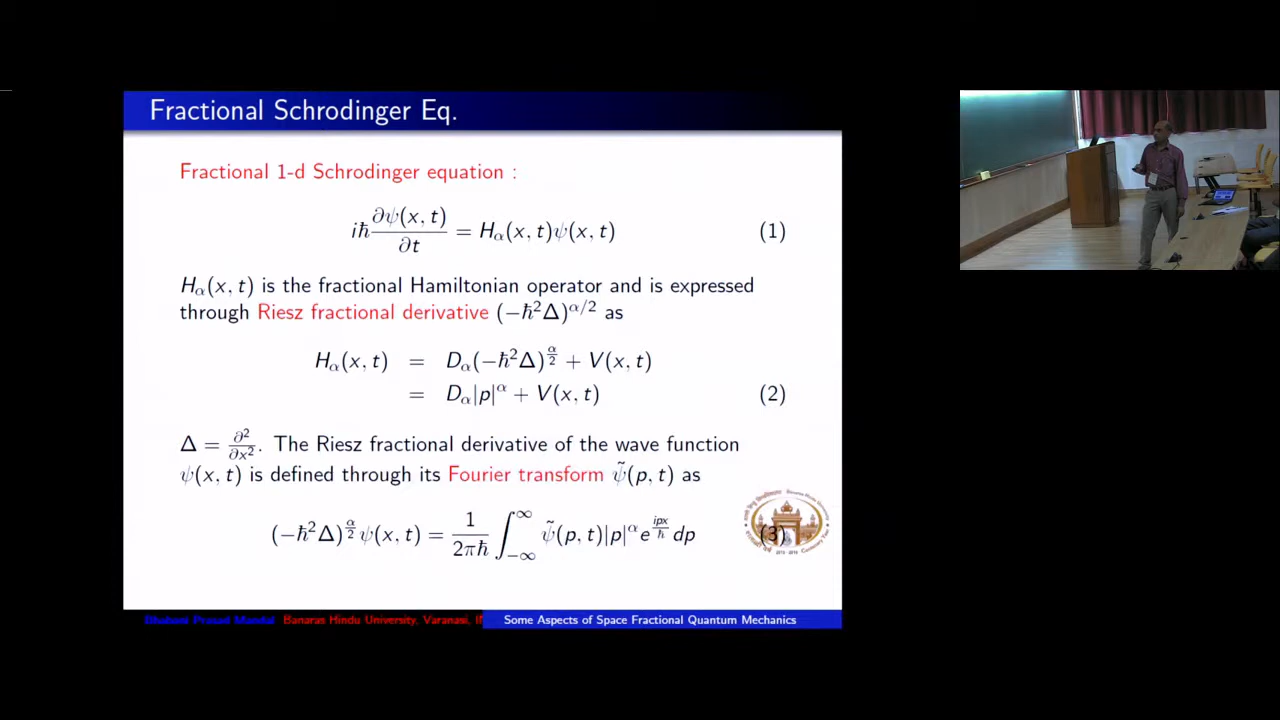 Fractional Schrodinger Eq.
Fractional 1-d Schrodinger equation :
iℏ ∂ψ(x, t)/∂t = H_α(x, t)ψ(x, t) (1)
H_α(x, t) is the fractional Hamiltonian operator and is expressed
through Riesz fractional derivative (−ℏ²Δ)^{α/2} as
H_α(x, t) = D_α(−ℏ²Δ)^{α/2} + V(x, t)
= D_α|p|^α + V(x, t) (2)
Δ = ∂²/∂x². The Riesz fractional derivative of the wave function
ψ(x, t) is defined through its Fourier transform ψ̃(p, t) as
(−ℏ²Δ)^{α/2} ψ(x, t) = 1/2πℏ ∫_{−∞}^{∞} ψ̃(p, t)|p|^α e^{ipx/ℏ} dp (3)
Bhabani Prasad Mandal Banaras Hindu University, Varanasi, IN Some Aspects of Space Fractional Quantum Mechanics